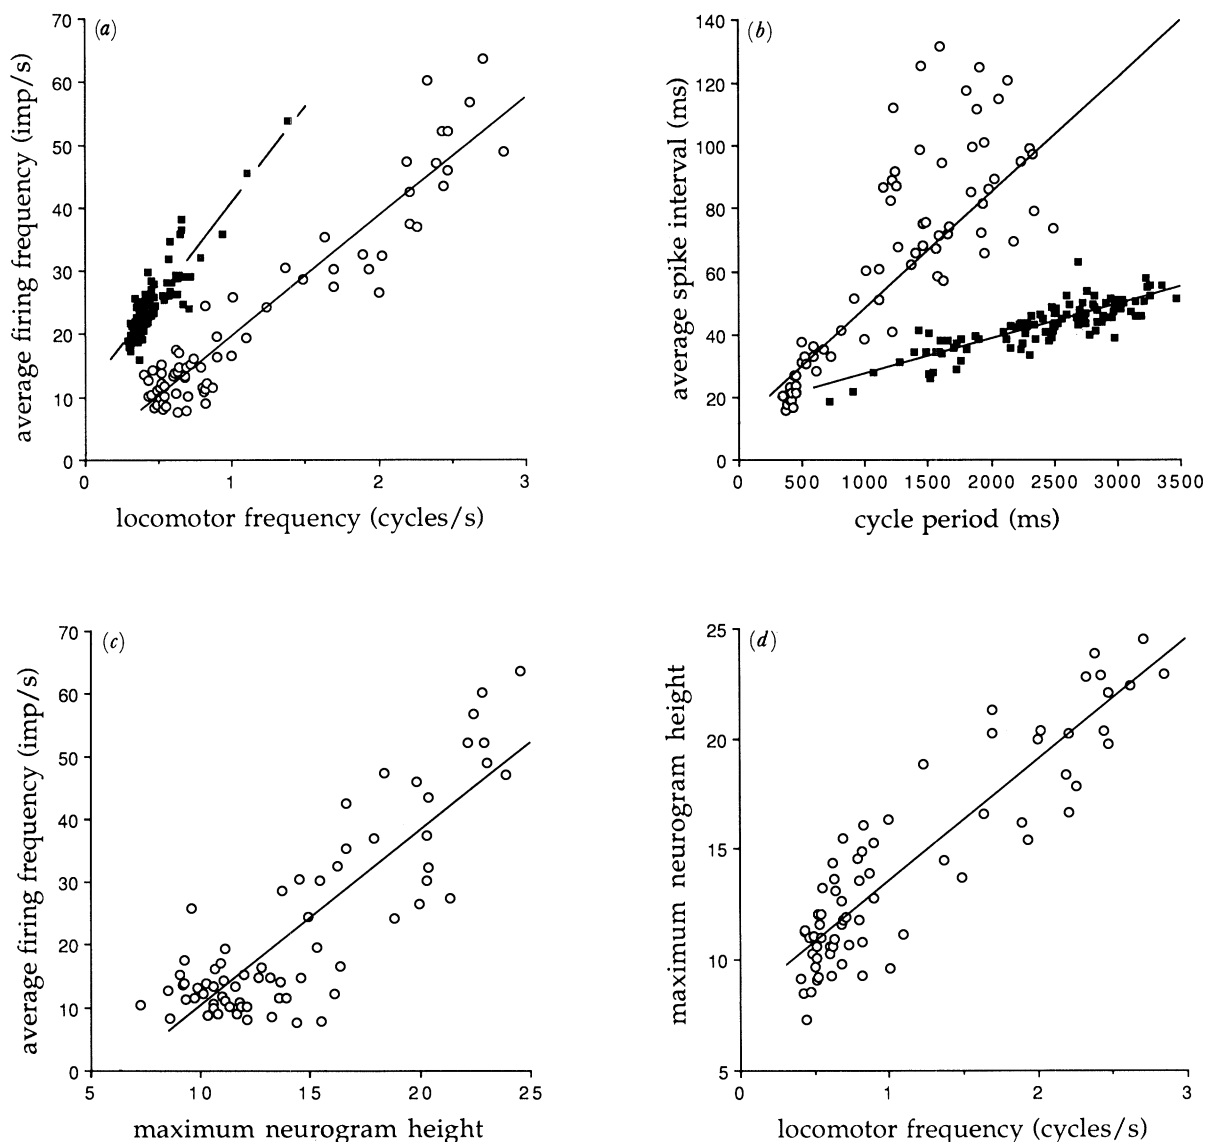 (a)
average firing frequency (imp/s)
70
60
50
40
30
20
10
0
0 1 2 3
locomotor frequency (cycles/s)
(b)
average spike interval (ms)
140
120
100
80
60
40
20
0
0 500 1000 1500 2000 2500 3000 3500
cycle period (ms)
(c)
average firing frequency (imp/s)
70
60
50
40
30
20
10
0
5 10 15 20 25
maximum neurogram height
(d)
maximum neurogram height
25
20
15
10
5
0 1 2 3
locomotor frequency (cycles/s)